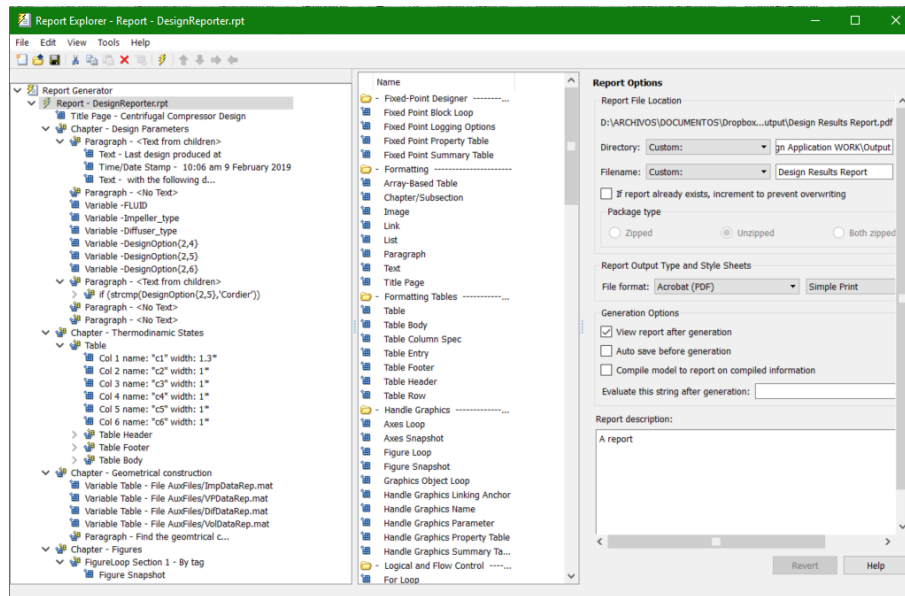 Report Explorer - Report - DesignReporter.rpt
File Edit View Tools Help
Report Generator
Report - DesignReporter.rpt
Title Page - Centrifugal Compressor Design
Chapter - Design Parameters
Paragraph - <Text from children>
Text - Last design produced at
Time/Date Stamp - 10:06 am 9 February 2019
Text - with the following d...
Paragraph - <No Text>
Variable -FLUID
Variable -Impeller_type
Variable -Diffuser_type
Variable -DesignOption{2,4}
Variable -DesignOption{2,5}
Variable -DesignOption{2,6}
Paragraph - <Text from children>
if (strcmp(DesignOption{2,5},'Cordier'))
Paragraph - <No Text>
Paragraph - <No Text>
Chapter - Thermodinamic States
Table
Col 1 name: "c1" width: 1.3*
Col 2 name: "c2" width: 1*
Col 3 name: "c3" width: 1*
Col 4 name: "c4" width: 1*
Col 5 name: "c5" width: 1*
Col 6 name: "c6" width: 1*
Table Header
Table Footer
Table Body
Chapter - Geometrical construction
Variable Table - File AuxFiles/ImpDataRep.mat
Variable Table - File AuxFiles/VPDataRep.mat
Variable Table - File AuxFiles/DifDataRep.mat
Variable Table - File AuxFiles/VolDataRep.mat
Paragraph - Find the geomtrical c...
Chapter - Figures
FigureLoop Section 1 - By tag
Figure Snapshot
Name
- Fixed-Point Designer --------...
Fixed Point Block Loop
Fixed Point Logging Options
Fixed Point Property Table
Fixed Point Summary Table
- Formatting ----------------------
Array-Based Table
Chapter/Subsection
Image
Link
List
Paragraph
Text
Title Page
- Formatting Tables ------------...
Table
Table Body
Table Column Spec
Table Entry
Table Footer
Table Header
Table Row
- Handle Graphics -------------...
Axes Loop
Axes Snapshot
Figure Loop
Figure Snapshot
Graphics Object Loop
Handle Graphics Linking Anchor
Handle Graphics Name
Handle Graphics Parameter
Handle Graphics Property Table
Handle Graphics Summary Ta...
- Logical and Flow Control ----...
For Loop
Report Options
Report File Location
D:\ARCHIVOS\DOCUMENTOS\Dropbox...utput\Design Results Report.pdf
Directory: Custom: gn Application WORK\Output
Filename: Custom: Design Results Report
If report already exists, increment to prevent overwriting
Package type
Zipped Unzipped Both zipped
Report Output Type and Style Sheets
File format: Acrobat (PDF) Simple Print
Generation Options
View report after generation
Auto save before generation
Compile model to report on compiled information
Evaluate this string after generation:
Report description:
A report
Revert Help